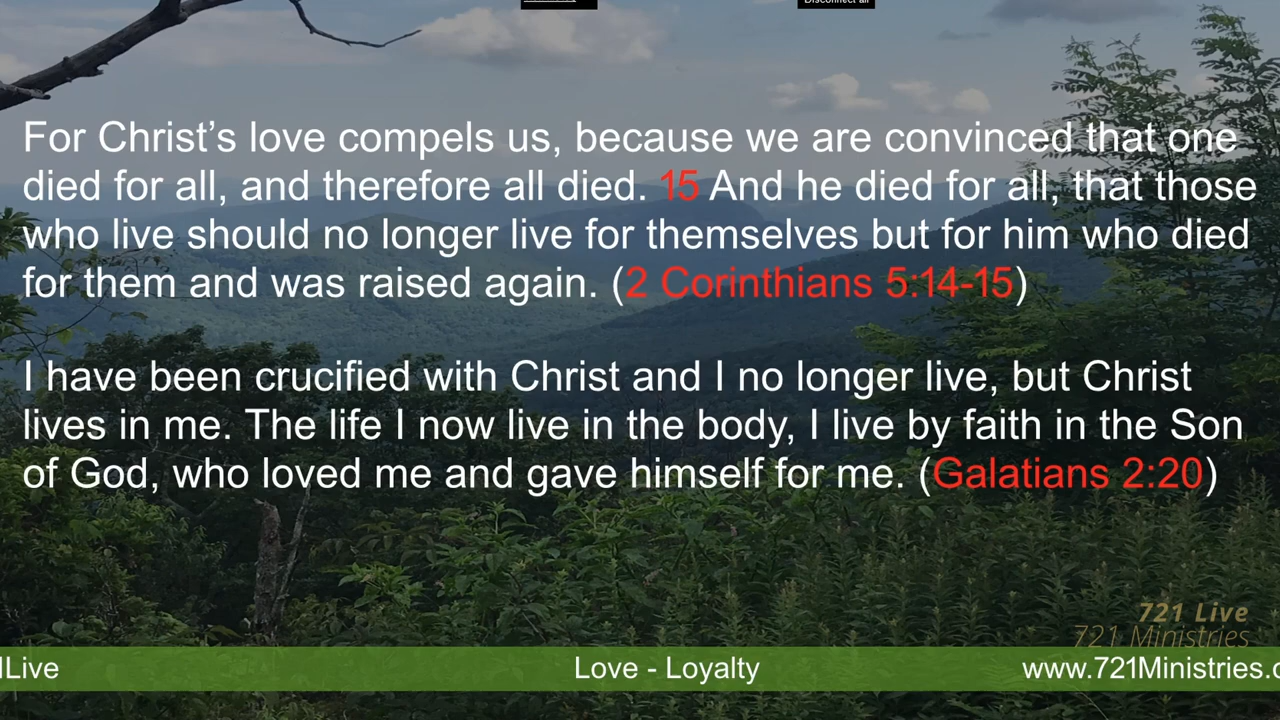 Disconnect all
For Christ’s love compels us, because we are convinced that one
died for all, and therefore all died. 15 And he died for all, that those
who live should no longer live for themselves but for him who died
for them and was raised again. (2 Corinthians 5:14-15)
I have been crucified with Christ and I no longer live, but Christ
lives in me. The life I now live in the body, I live by faith in the Son
of God, who loved me and gave himself for me. (Galatians 2:20)
721 Live
721 Ministries
Live Love - Loyalty www.721Ministries.